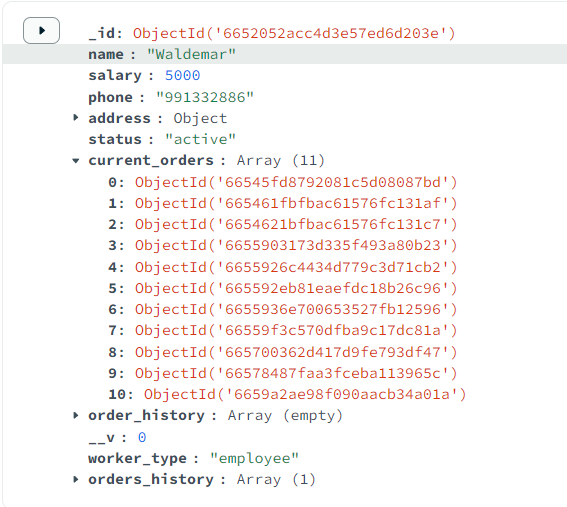 _id: ObjectId('6652052acc4d3e57ed6d203e')
name : "Waldemar"
salary : 5000
phone : "991332886"
address : Object
status : "active"
current_orders : Array (11)
0: ObjectId('66545fd8792081c5d08087bd')
1: ObjectId('665461fbfbac61576fc131af')
2: ObjectId('6654621bfbac61576fc131c7')
3: ObjectId('6655903173d335f493a80b23')
4: ObjectId('6655926c4434d779c3d71cb2')
5: ObjectId('665592eb81eaefdc18b26c96')
6: ObjectId('6655936e700653527fb12596')
7: ObjectId('66559f3c570dfba9c17dc81a')
8: ObjectId('665700362d417d9fe793df47')
9: ObjectId('66578487faa3fceba113965c')
10: ObjectId('6659a2ae98f090aacb34a01a')
order_history : Array (empty)
__v : 0
worker_type : "employee"
orders_history : Array (1)